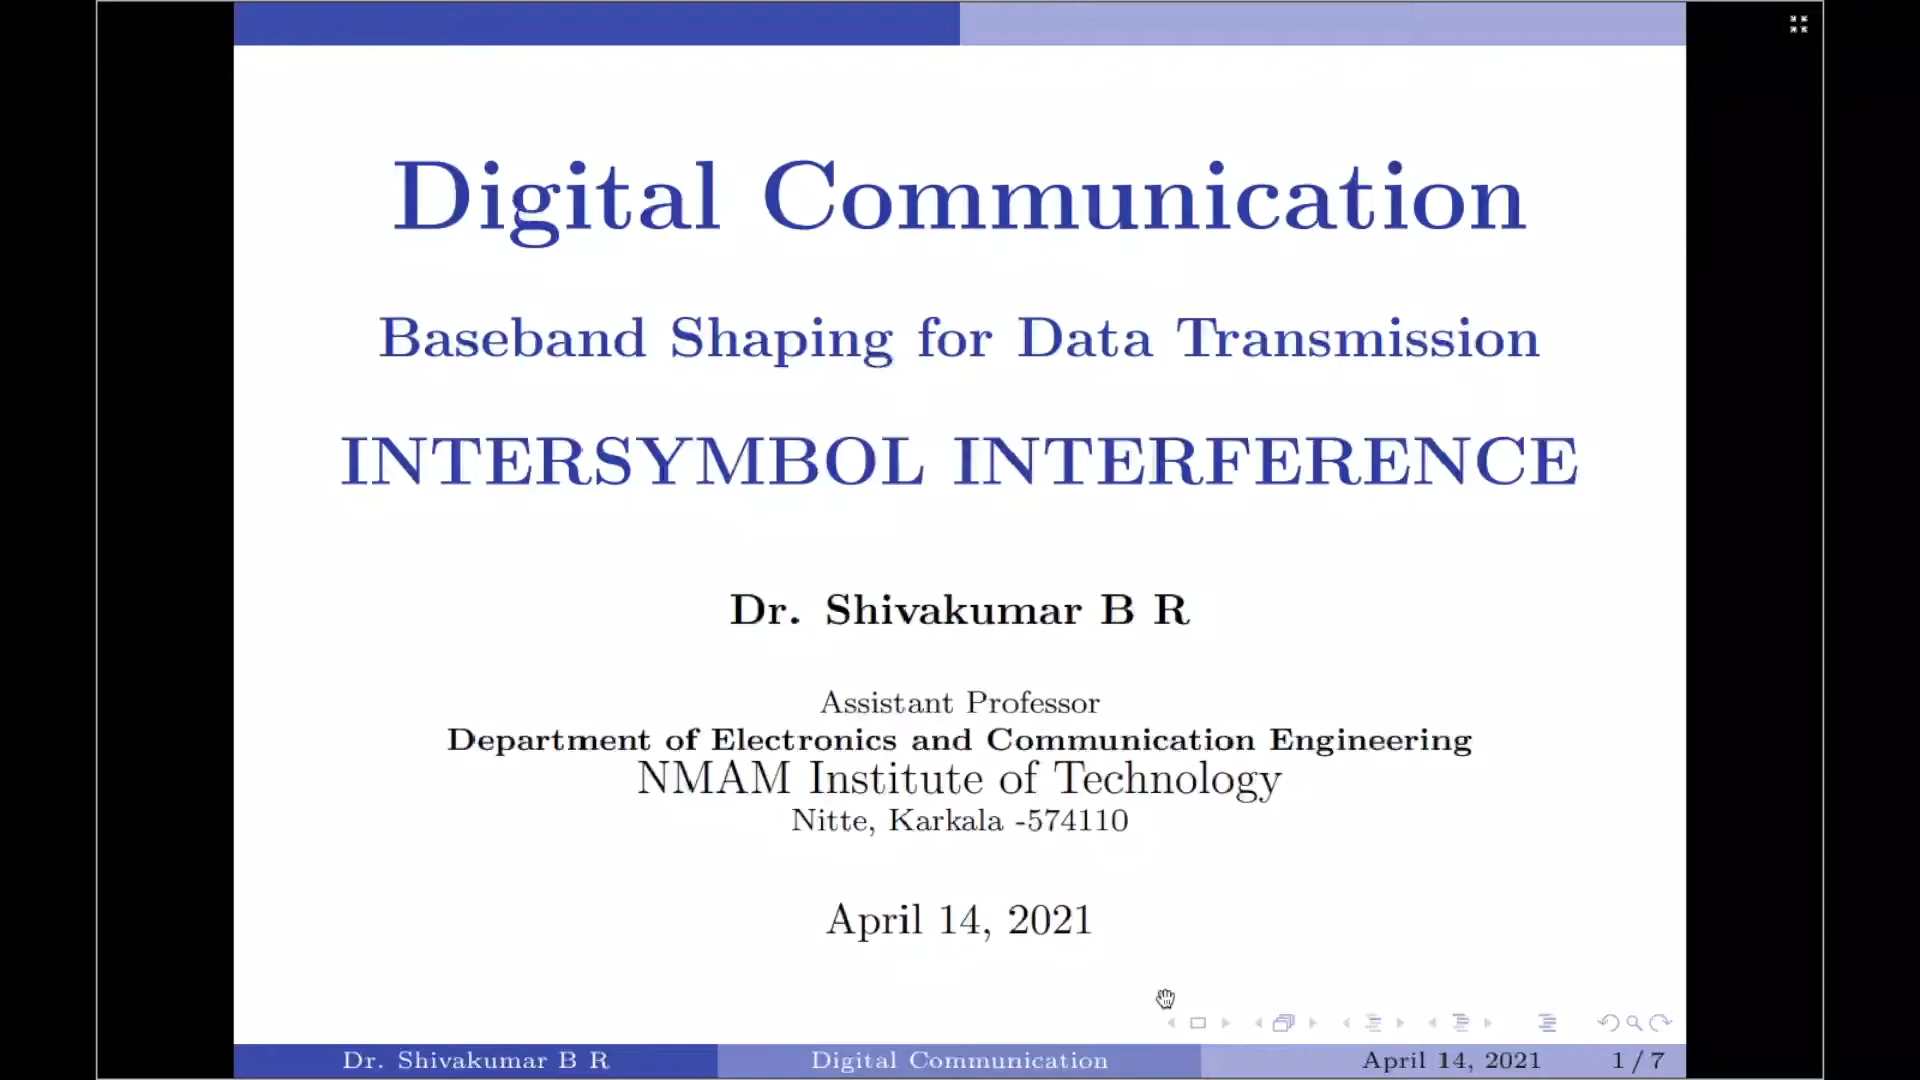 Digital Communication
Baseband Shaping for Data Transmission
INTERSYMBOL INTERFERENCE
Dr. Shivakumar B R
Assistant Professor
Department of Electronics and Communication Engineering
NMAM Institute of Technology
Nitte, Karkala -574110
April 14, 2021
Dr. Shivakumar B R Digital Communication April 14, 2021 1 / 7